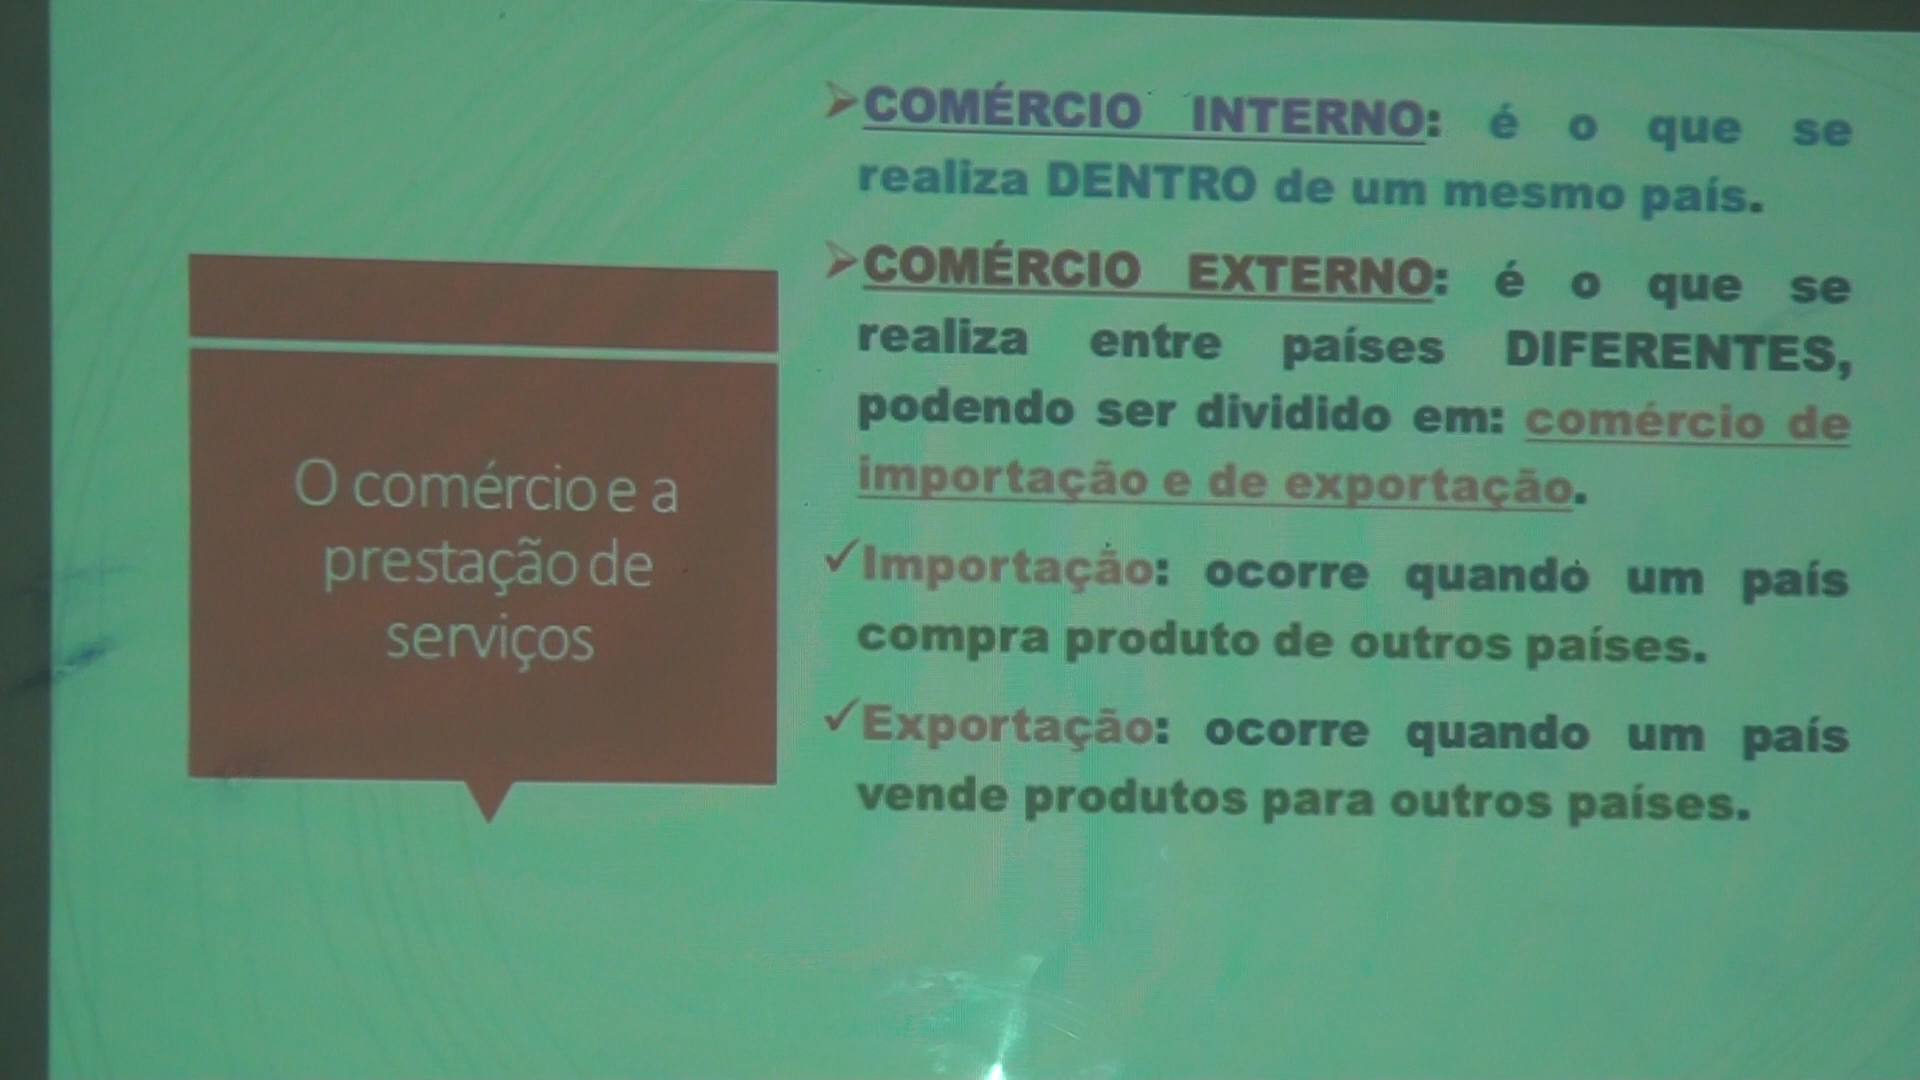 O comércio e a
prestação de
serviços
COMÉRCIO INTERNO: é o que se
realiza DENTRO de um mesmo país.
COMÉRCIO EXTERNO: é o que se
realiza entre países DIFERENTES,
podendo ser dividido em: comércio de
importação e de exportação.
Importação: ocorre quando um país
compra produto de outros países.
Exportação: ocorre quando um país
vende produtos para outros países.